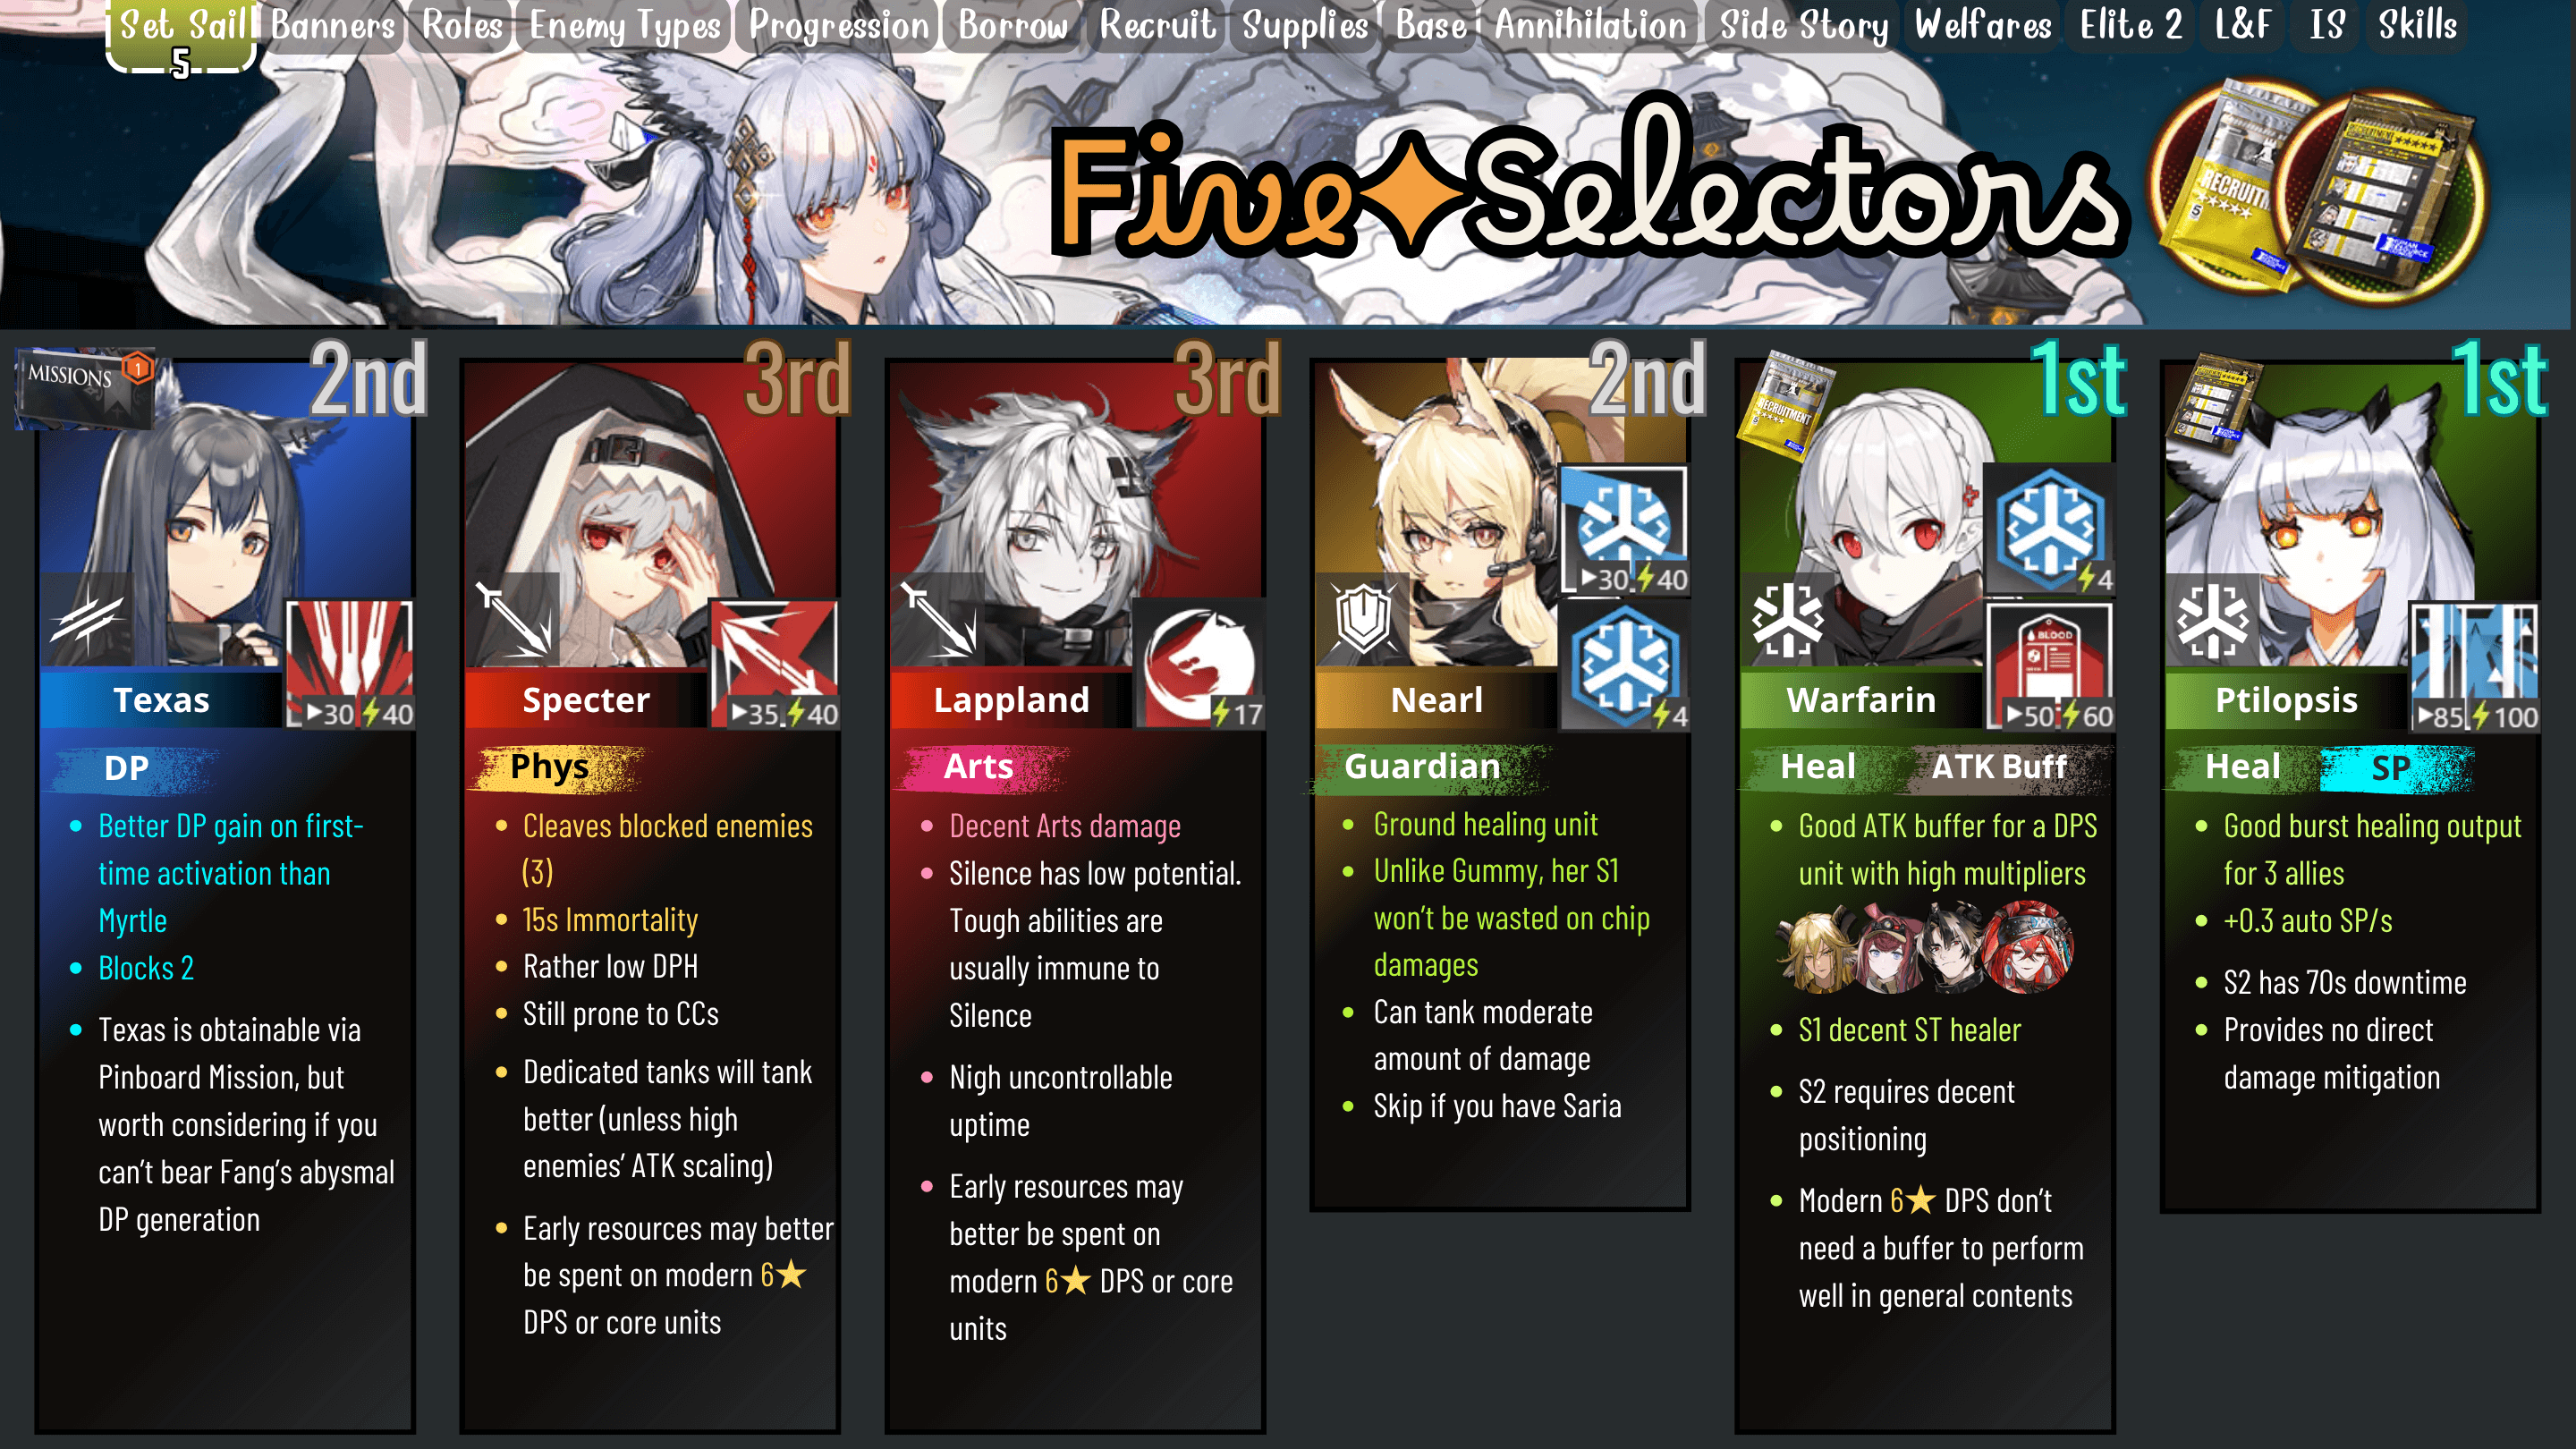 Set Sail Banners Roles Enemy Types Progression Borrow Recruit Supplies Base Annihilation Side Story Welfares Elite 2 L&F IS Skills
5
Five Selectors
RECRUITMENT
MISSIONS 1
2nd
▶30 ⚡40
Texas
DP
• Better DP gain on first-
time activation than
Myrtle
• Blocks 2
• Texas is obtainable via
Pinboard Mission, but
worth considering if you
can't bear Fang's abysmal
DP generation
3rd
▶35 ⚡40
Specter
Phys
• Cleaves blocked enemies
(3)
• 15s Immortality
• Rather low DPH
• Still prone to CCs
• Dedicated tanks will tank
better (unless high
enemies' ATK scaling)
• Early resources may better
be spent on modern 6★
DPS or core units
3rd
⚡17
Lappland
Arts
• Decent Arts damage
• Silence has low potential.
Tough abilities are
usually immune to
Silence
• Nigh uncontrollable
uptime
• Early resources may
better be spent on
modern 6★ DPS or core
units
2nd
▶30 ⚡40
⚡4
Nearl
Guardian
• Ground healing unit
• Unlike Gummy, her S1
won't be wasted on chip
damages
• Can tank moderate
amount of damage
• Skip if you have Saria
RECRUITMENT
1st
⚡4
BLOOD
▶50 ⚡60
Warfarin
Heal ATK Buff
• Good ATK buffer for a DPS
unit with high multipliers
• S1 decent ST healer
• S2 requires decent
positioning
• Modern 6★ DPS don't
need a buffer to perform
well in general contents
1st
▶85 ⚡100
Ptilopsis
Heal SP
• Good burst healing output
for 3 allies
• +0.3 auto SP/s
• S2 has 70s downtime
• Provides no direct
damage mitigation